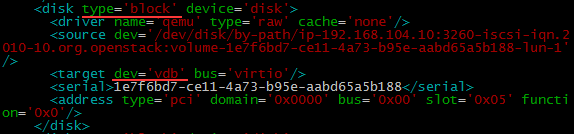 <disk type='block' device='disk'>
<driver name='qemu' type='raw' cache='none'/>
<source dev='/dev/disk/by-path/ip-192.168.104.10:3260-iscsi-iqn.2
010-10.org.openstack:volume-1e7f6bd7-ce11-4a73-b95e-aabd65a5b188-lun-1'
/>
<target dev='vdb' bus='virtio'/>
<serial>1e7f6bd7-ce11-4a73-b95e-aabd65a5b188</serial>
<address type='pci' domain='0x0000' bus='0x00' slot='0x05' functi
on='0x0'/>
</disk>